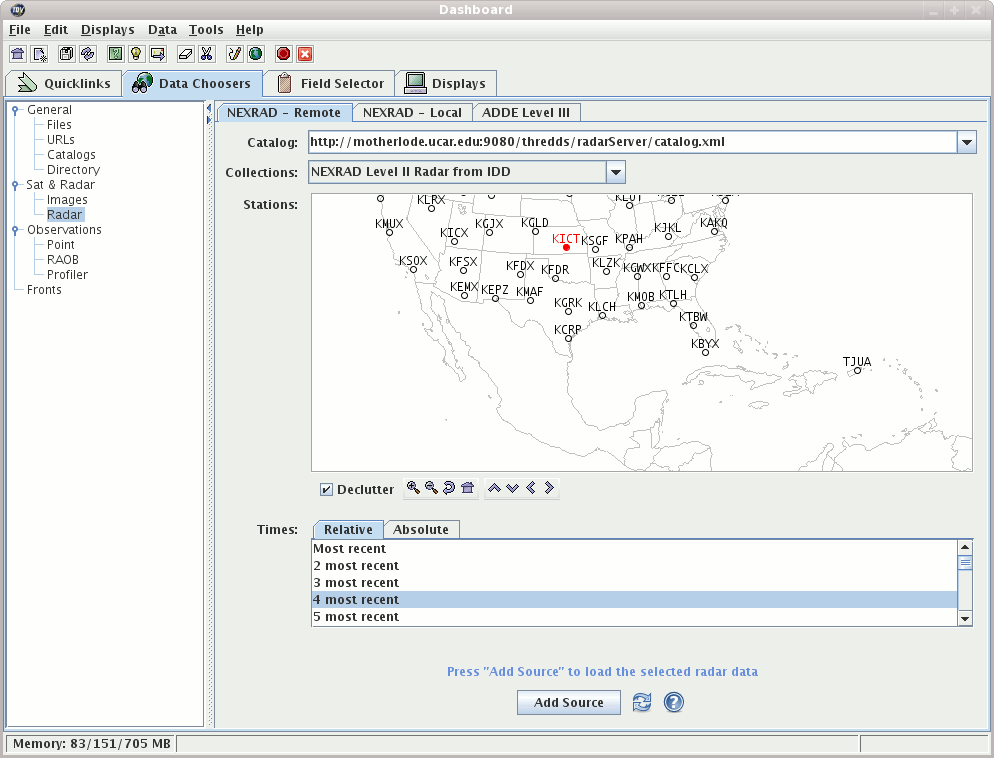 IDV
Dashboard
File Edit Displays Data Tools Help
Quicklinks Data Choosers Field Selector Displays
General
Files
URLs
Catalogs
Directory
Sat & Radar
Images
Radar
Observations
Point
RAOB
Profiler
Fronts
NEXRAD - Remote NEXRAD - Local ADDE Level III
Catalog: http://motherlode.ucar.edu:9080/thredds/radarServer/catalog.xml
Collections: NEXRAD Level II Radar from IDD
Stations:
KLRX
KMUX KICX KGJX KGLD KICT KSGF KPAH KJKL KAKQ
KSOX KFSX KFDX KFDR KLZK KGWX KFFC KCLX
KEMX KEPZ KMAF KGRK KLCH KMOB KTLH
KCRP KTBW
KBYX
TJUA
Declutter
Times: Relative Absolute
Most recent
2 most recent
3 most recent
4 most recent
5 most recent
Press "Add Source" to load the selected radar data
Add Source
Memory: 83/151/705 MB